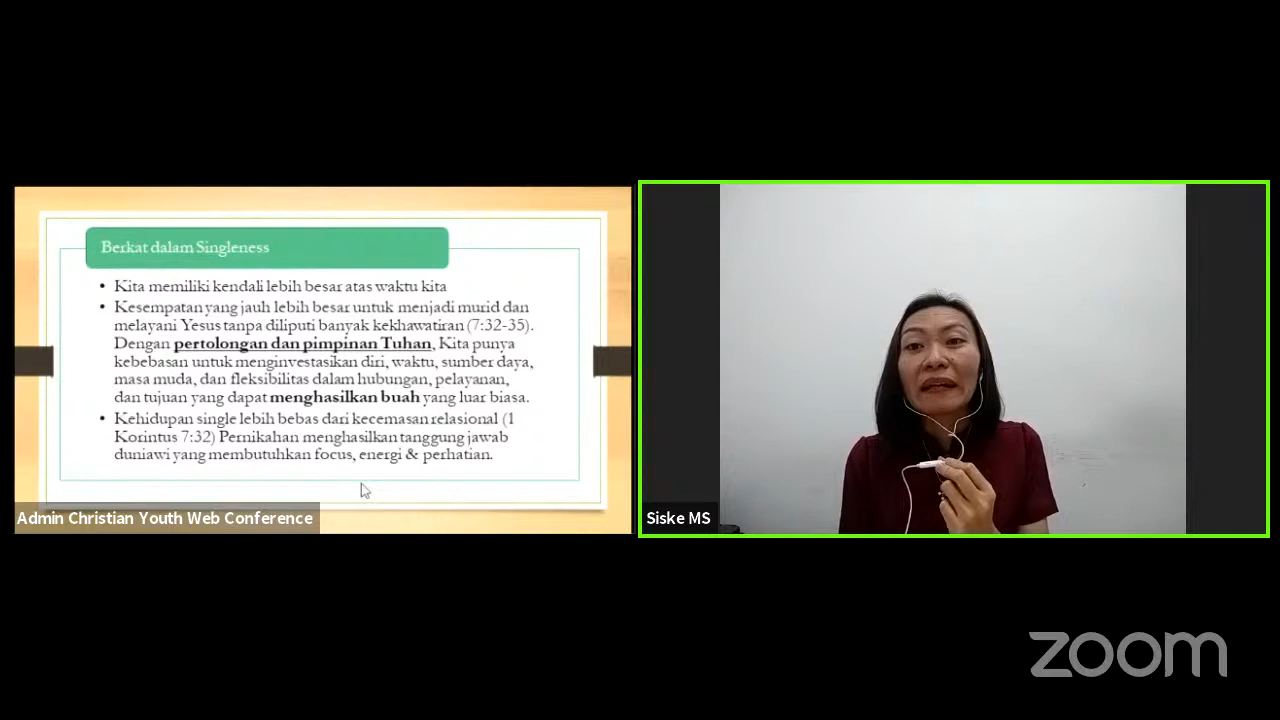 Berkat dalam Singleness
• Kita memiliki kendali lebih besar atas waktu kita
• Kesempatan yang jauh lebih besar untuk menjadi murid dan
melayani Yesus tanpa diliputi banyak kekhawatiran (7:32-35).
Dengan pertolongan dan pimpinan Tuhan, Kita punya
kebebasan untuk menginvestasikan diri, waktu, sumber daya,
masa muda, dan fleksibilitas dalam hubungan, pelayanan,
dan tujuan yang dapat menghasilkan buah yang luar biasa.
• Kehidupan single lebih bebas dari kecemasan relasional (1
Korintus 7:32) Pernikahan menghasilkan tanggung jawab
duniawi yang membutuhkan focus, energi & perhatian.
Admin Christian Youth Web Conference
Siske MS
zoom